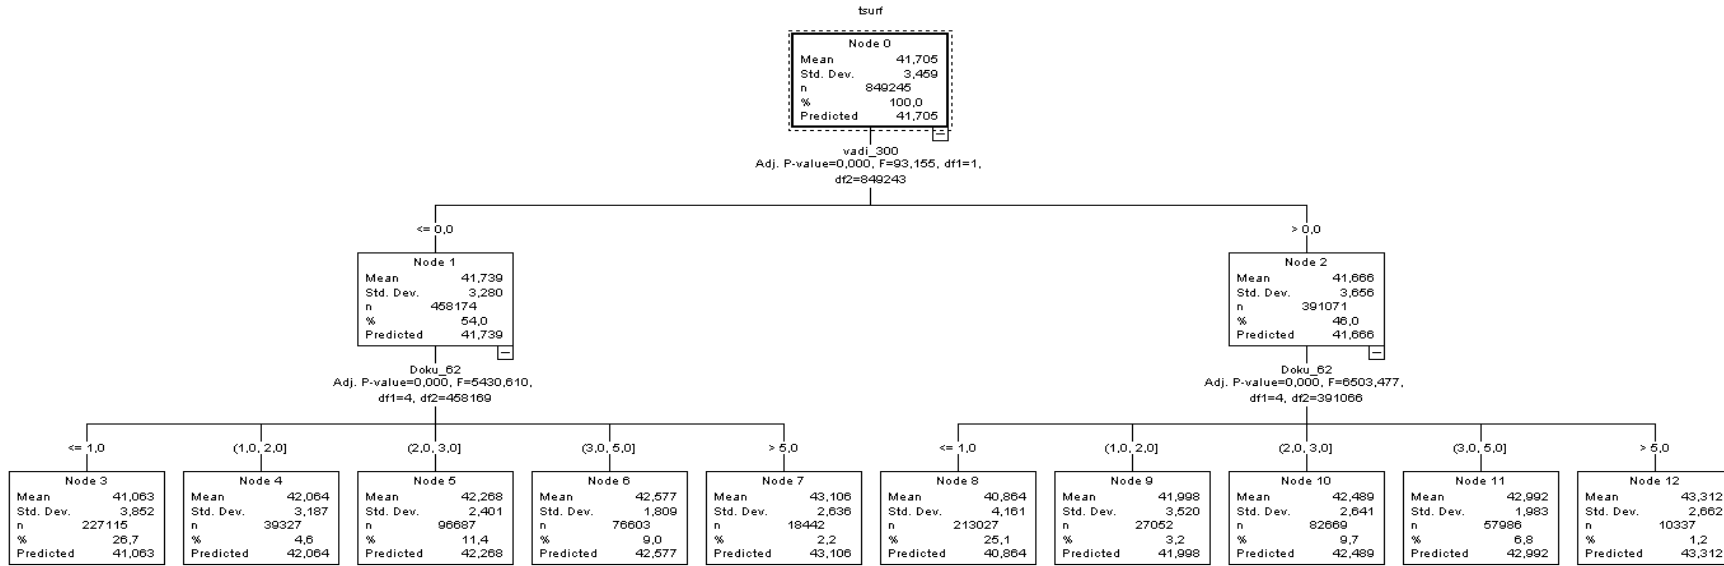 tsurf
Node 0
Mean 41,705
Std. Dev. 3,459
n 849245
% 100,0
Predicted 41,705
vadi_300
Adj. P-value=0,000, F=93,155, df1=1,
df2=849243
<= 0,0
> 0,0
Node 1
Mean 41,739
Std. Dev. 3,280
n 458174
% 54,0
Predicted 41,739
Node 2
Mean 41,666
Std. Dev. 3,656
n 391071
% 46,0
Predicted 41,666
Doku_62
Adj. P-value=0,000, F=5430,610,
df1=4, df2=458169
Doku_62
Adj. P-value=0,000, F=6503,477,
df1=4, df2=391066
<= 1,0
(1,0, 2,0]
(2,0, 3,0]
(3,0, 5,0]
> 5,0
<= 1,0
(1,0, 2,0]
(2,0, 3,0]
(3,0, 5,0]
> 5,0
Node 3
Mean 41,063
Std. Dev. 3,852
n 227115
% 26,7
Predicted 41,063
Node 4
Mean 42,064
Std. Dev. 3,187
n 39327
% 4,6
Predicted 42,064
Node 5
Mean 42,268
Std. Dev. 2,401
n 96687
% 11,4
Predicted 42,268
Node 6
Mean 42,577
Std. Dev. 1,809
n 76603
% 9,0
Predicted 42,577
Node 7
Mean 43,106
Std. Dev. 2,636
n 18442
% 2,2
Predicted 43,106
Node 8
Mean 40,864
Std. Dev. 4,161
n 213027
% 25,1
Predicted 40,864
Node 9
Mean 41,998
Std. Dev. 3,520
n 27052
% 3,2
Predicted 41,998
Node 10
Mean 42,489
Std. Dev. 2,641
n 82669
% 9,7
Predicted 42,489
Node 11
Mean 42,992
Std. Dev. 1,983
n 57986
% 6,8
Predicted 42,992
Node 12
Mean 43,312
Std. Dev. 2,662
n 10337
% 1,2
Predicted 43,312